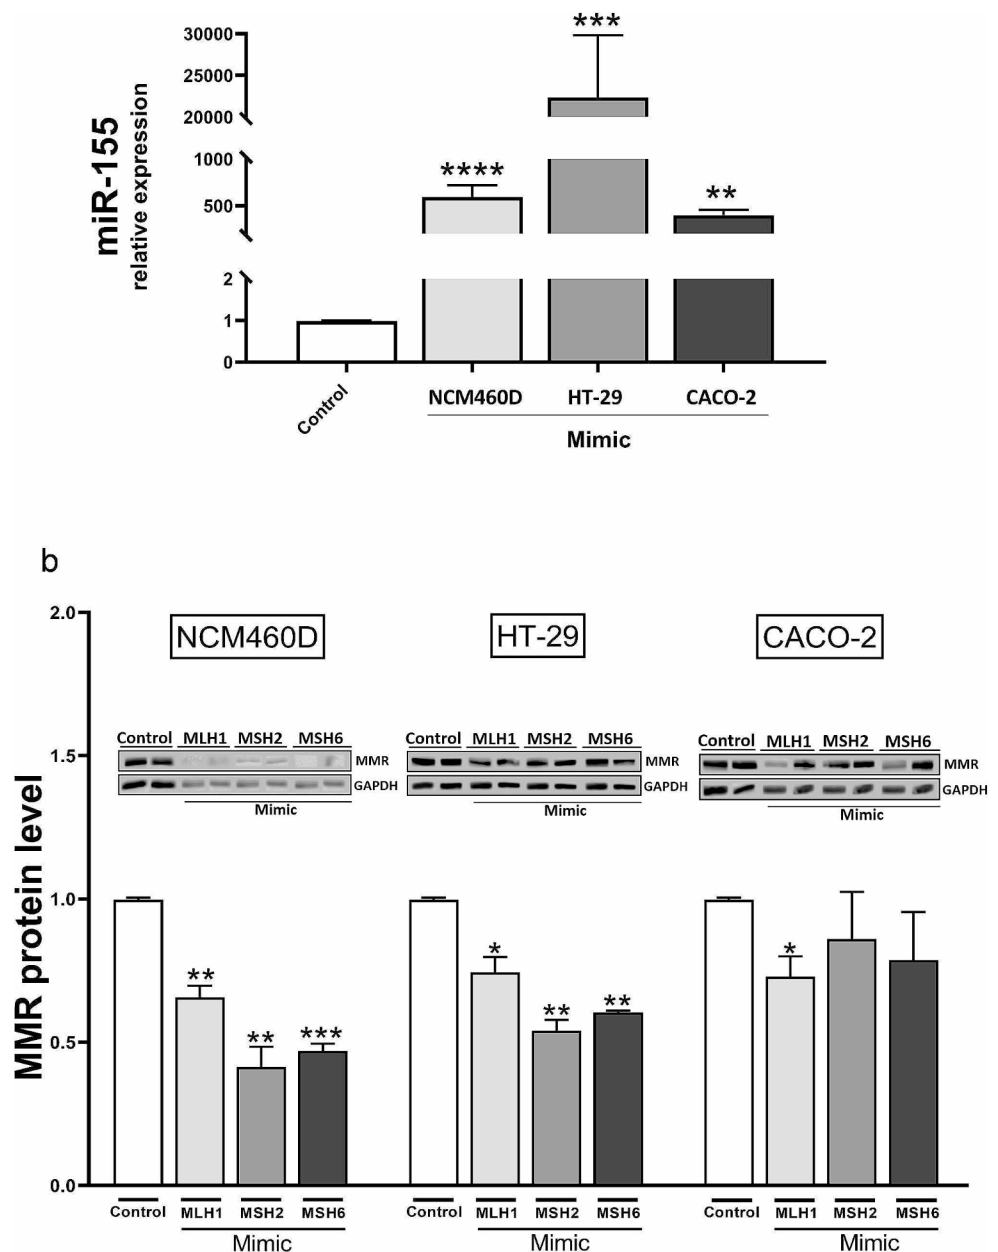 ***
30000
25000
20000
1000
500
2
1
0
miR-155
relative expression
****
**
Control
NCM460D HT-29 CACO-2
Mimic
b
2.0
1.5
1.0
0.5
0.0
MMR protein level
NCM460D HT-29 CACO-2
Control MLH1 MSH2 MSH6
MMR
GAPDH
Mimic
Control MLH1 MSH2 MSH6
MMR
GAPDH
Mimic
Control MLH1 MSH2 MSH6
MMR
GAPDH
Mimic
** ** ***
* ** **
*
Control MLH1 MSH2 MSH6
Mimic
Control MLH1 MSH2 MSH6
Mimic
Control MLH1 MSH2 MSH6
Mimic